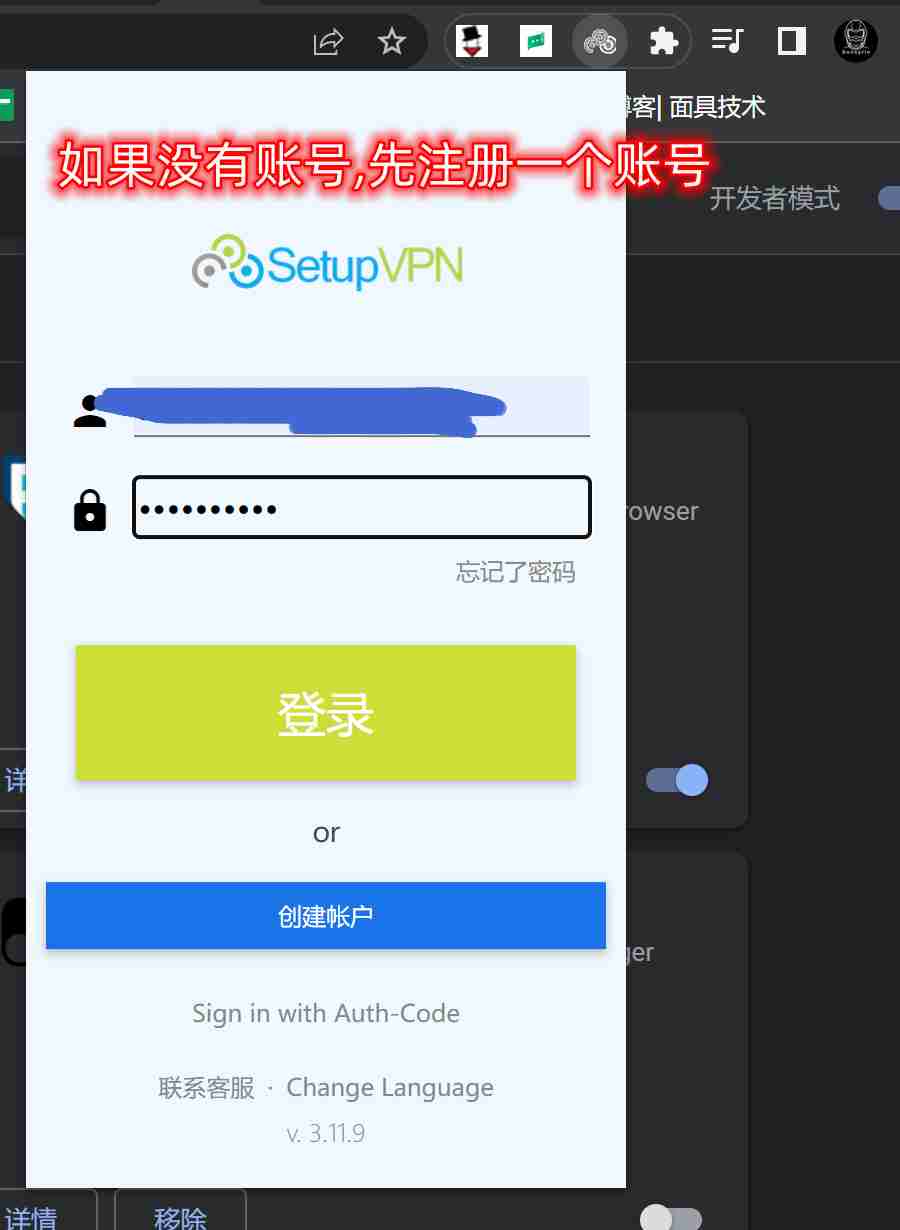 客| 面具技术
如果没有账号,先注册一个账号
开发者模式
SetupVPN
••••••••••
rowser
忘记了密码
登录
详
or
创建帐户
ger
Sign in with Auth-Code
联系客服 · Change Language
v. 3.11.9
详情
移除